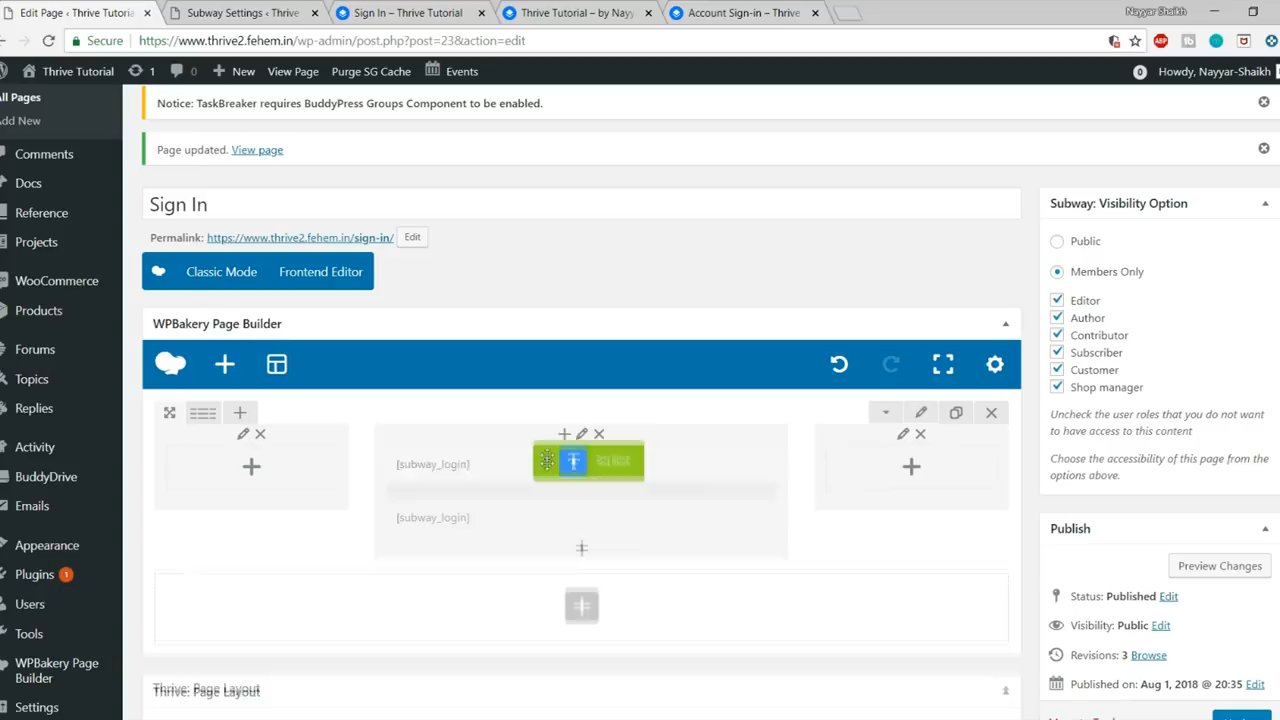 Edit Page ‹ Thrive Tutoria
Subway Settings ‹ Thrive
Sign In – Thrive Tutorial
Thrive Tutorial – by Nayy
Account Sign-in – Thrive
Nayyar Shaikh
Secure
https://www.thrive2.fehem.in/wp-admin/post.php?post=23&action=edit
Thrive Tutorial
1
0
New
View Page
Purge SG Cache
Events
0
Howdy, Nayyar-Shaikh
All Pages
Add New
Comments
Docs
Reference
Projects
WooCommerce
Products
Forums
Topics
Replies
Activity
BuddyDrive
Emails
Appearance
Plugins 1
Users
Tools
WPBakery Page
Builder
Settings
Notice: TaskBreaker requires BuddyPress Groups Component to be enabled.
Page updated. View page
Sign In
Permalink: https://www.thrive2.fehem.in/sign-in/ Edit
Classic Mode
Frontend Editor
WPBakery Page Builder
[subway_login]
[subway_login]
Thrive: Page Layout
Subway: Visibility Option
Public
Members Only
Editor
Author
Contributor
Subscriber
Customer
Shop manager
Uncheck the user roles that you do not want
to have access to this content
Choose the accessibility of this page from the
options above.
Publish
Preview Changes
Status: Published Edit
Visibility: Public Edit
Revisions: 3 Browse
Published on: Aug 1, 2018 @ 20:35 Edit